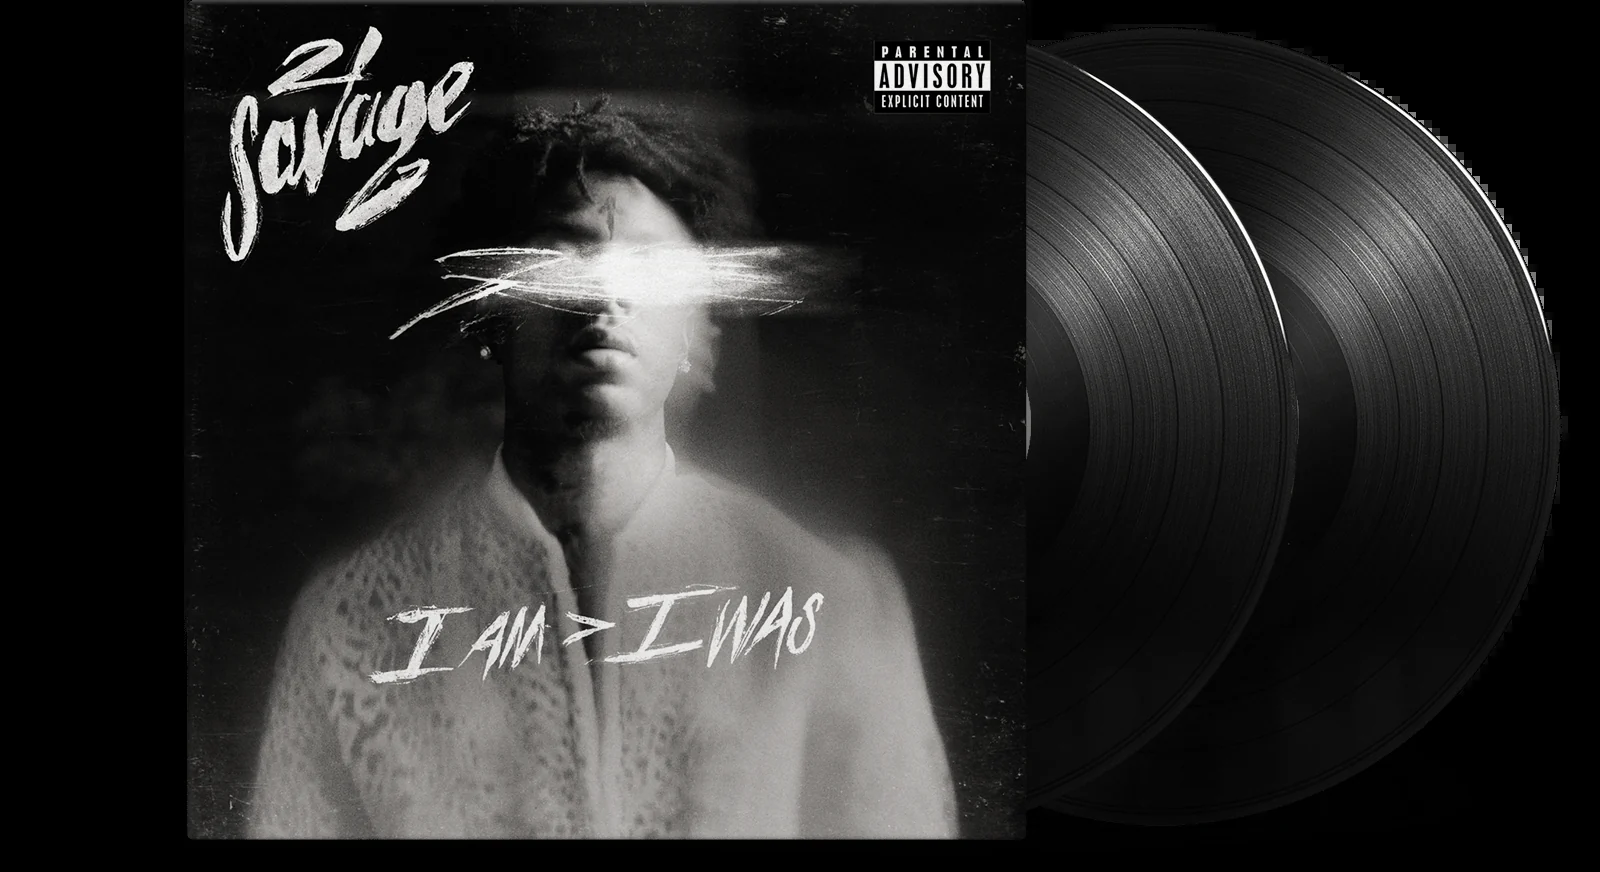 21
Savage
PARENTAL
ADVISORY
EXPLICIT CONTENT
I AM > I WAS